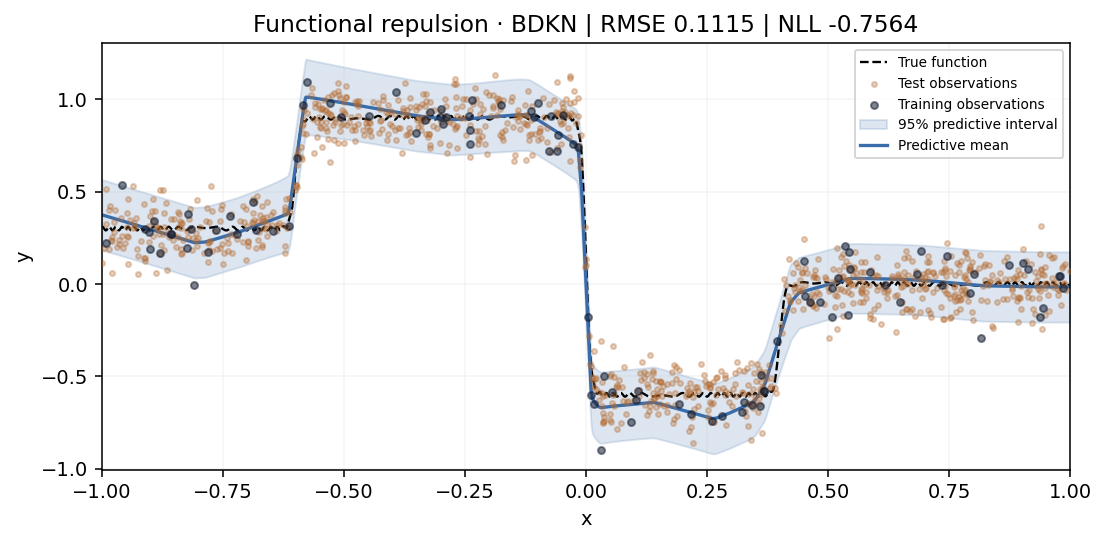 Functional repulsion · BDKN | RMSE 0.1115 | NLL -0.7564
True function
Test observations
Training observations
95% predictive interval
Predictive mean
y
1.0
0.5
0.0
−0.5
−1.0
−1.00 −0.75 −0.50 −0.25 0.00 0.25 0.50 0.75 1.00
x